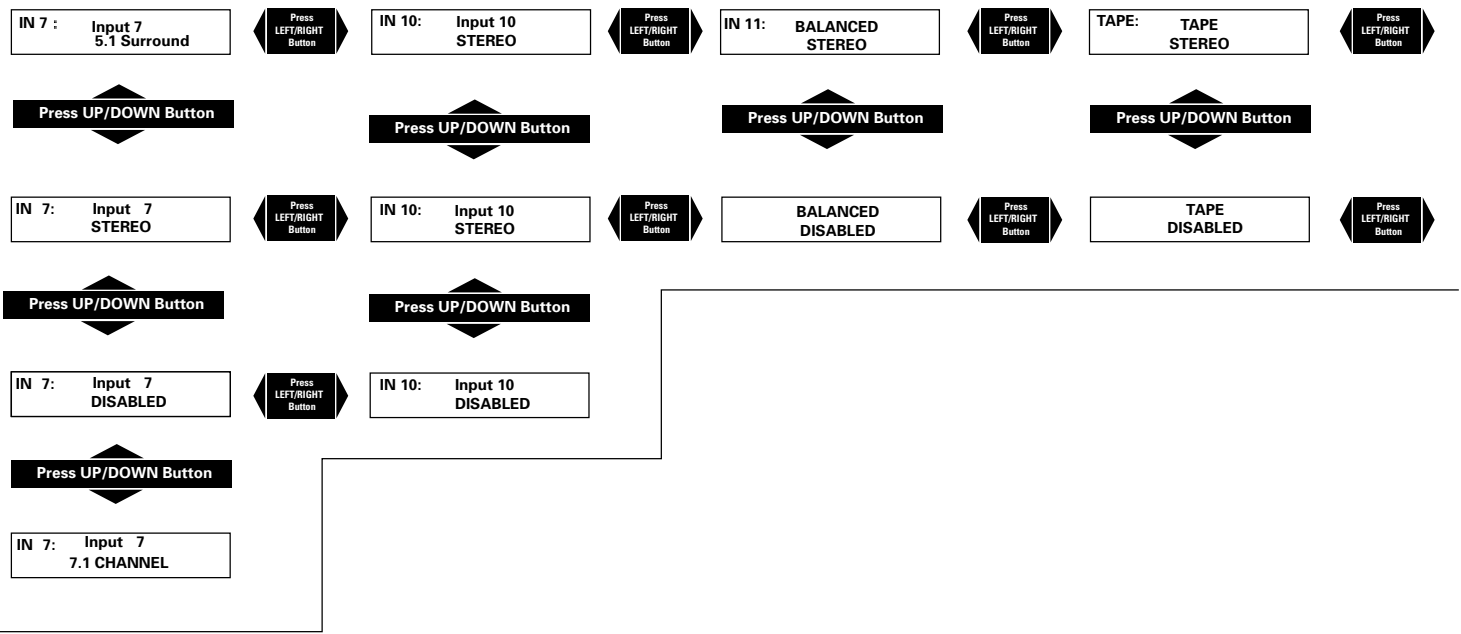 IN 7 : Input 7
5.1 Surround
Press
LEFT/RIGHT
Button
IN 10: Input 10
STEREO
Press
LEFT/RIGHT
Button
IN 11: BALANCED
STEREO
Press
LEFT/RIGHT
Button
TAPE: TAPE
STEREO
Press
LEFT/RIGHT
Button
Press UP/DOWN Button
Press UP/DOWN Button
Press UP/DOWN Button
Press UP/DOWN Button
IN 7: Input 7
STEREO
Press
LEFT/RIGHT
Button
IN 10: Input 10
STEREO
Press
LEFT/RIGHT
Button
BALANCED
DISABLED
Press
LEFT/RIGHT
Button
TAPE
DISABLED
Press
LEFT/RIGHT
Button
Press UP/DOWN Button
Press UP/DOWN Button
IN 7: Input 7
DISABLED
Press
LEFT/RIGHT
Button
IN 10: Input 10
DISABLED
Press UP/DOWN Button
IN 7: Input 7
7.1 CHANNEL